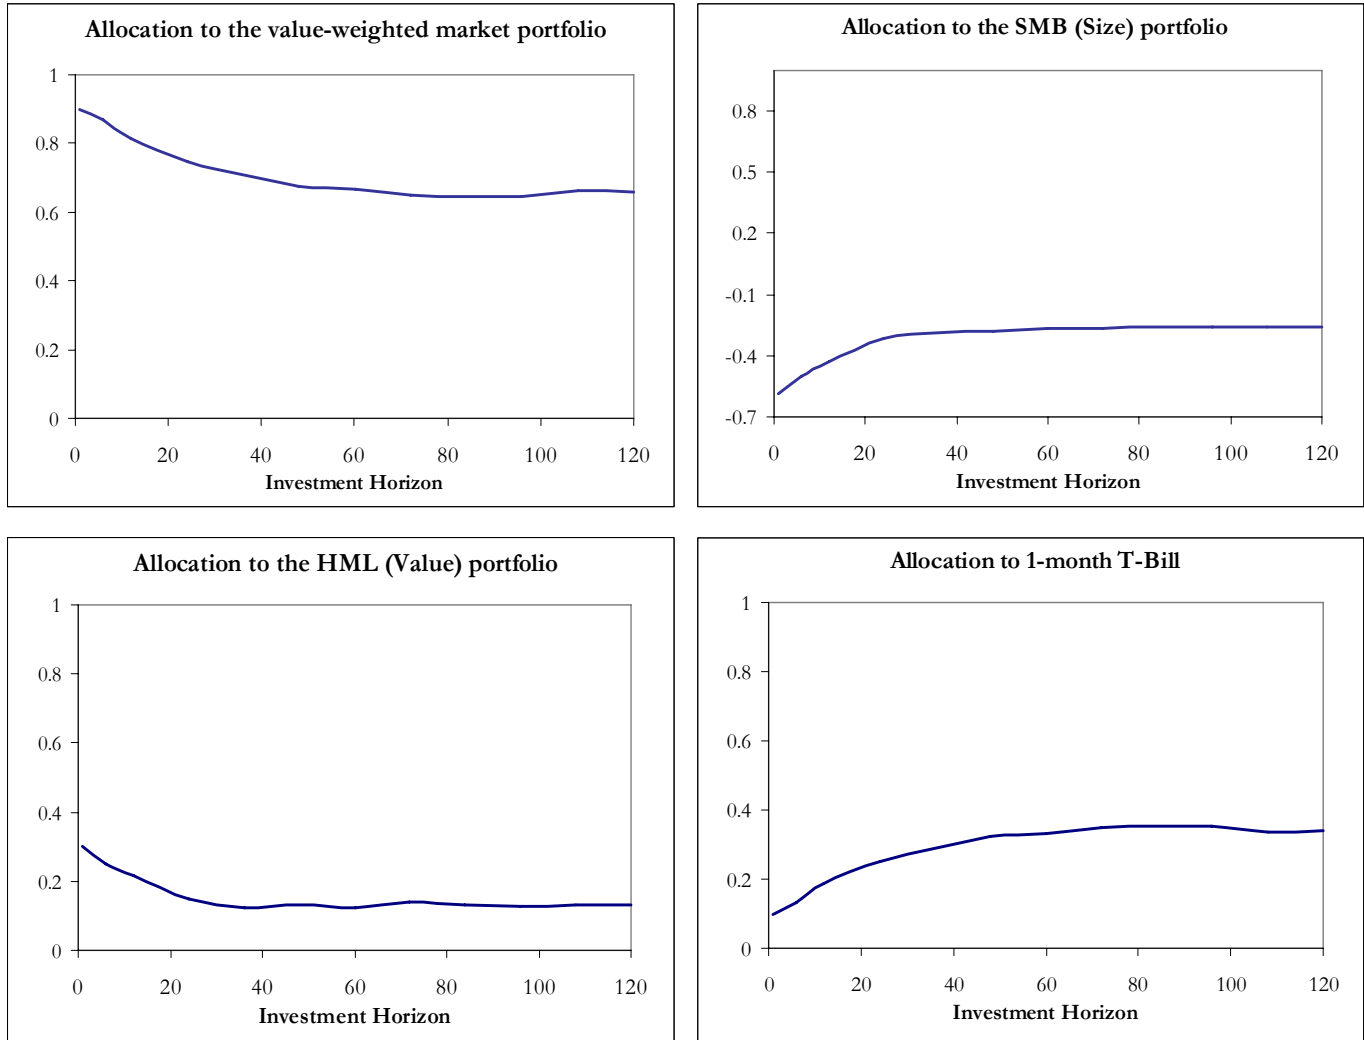 Allocation to the value-weighted market portfolio
1
0.8
0.6
0.4
0.2
0
0 20 40 60 80 100 120
Investment Horizon
Allocation to the SMB (Size) portfolio
0.8
0.5
0.2
-0.1
-0.4
-0.7
0 20 40 60 80 100 120
Investment Horizon
Allocation to the HML (Value) portfolio
1
0.8
0.6
0.4
0.2
0
0 20 40 60 80 100 120
Investment Horizon
Allocation to 1-month T-Bill
1
0.8
0.6
0.4
0.2
0
0 20 40 60 80 100 120
Investment Horizon